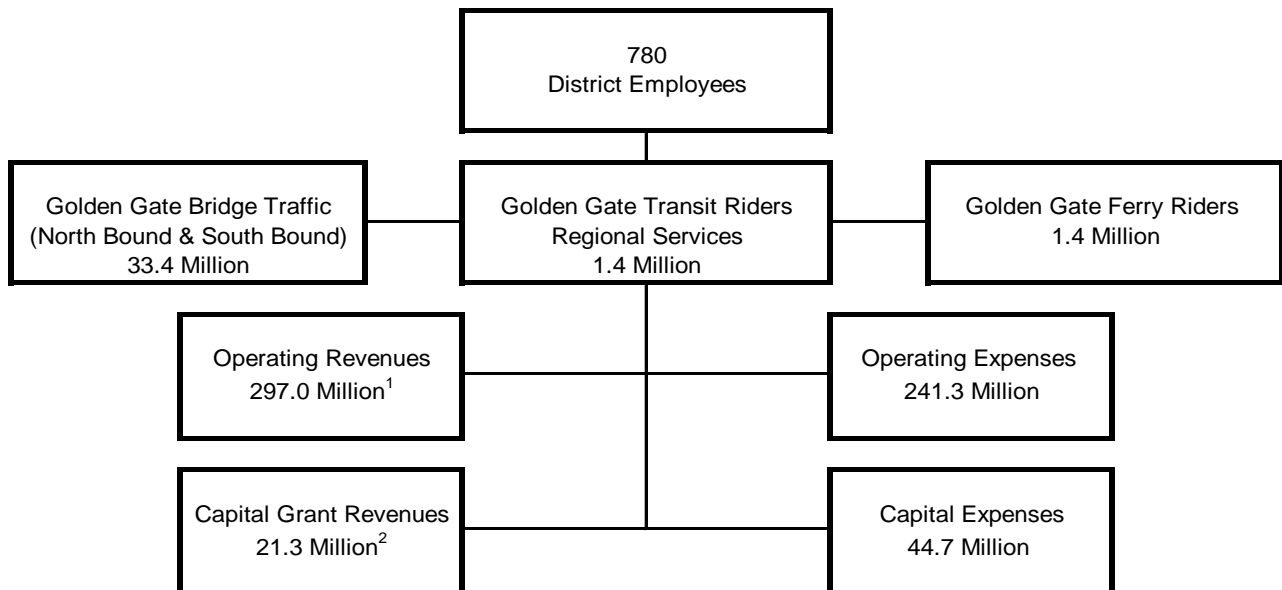 780
District Employees
Golden Gate Bridge Traffic
(North Bound & South Bound)
33.4 Million
Golden Gate Transit Riders
Regional Services
1.4 Million
Golden Gate Ferry Riders
1.4 Million
Operating Revenues
297.0 Million¹
Operating Expenses
241.3 Million
Capital Grant Revenues
21.3 Million²
Capital Expenses
44.7 Million